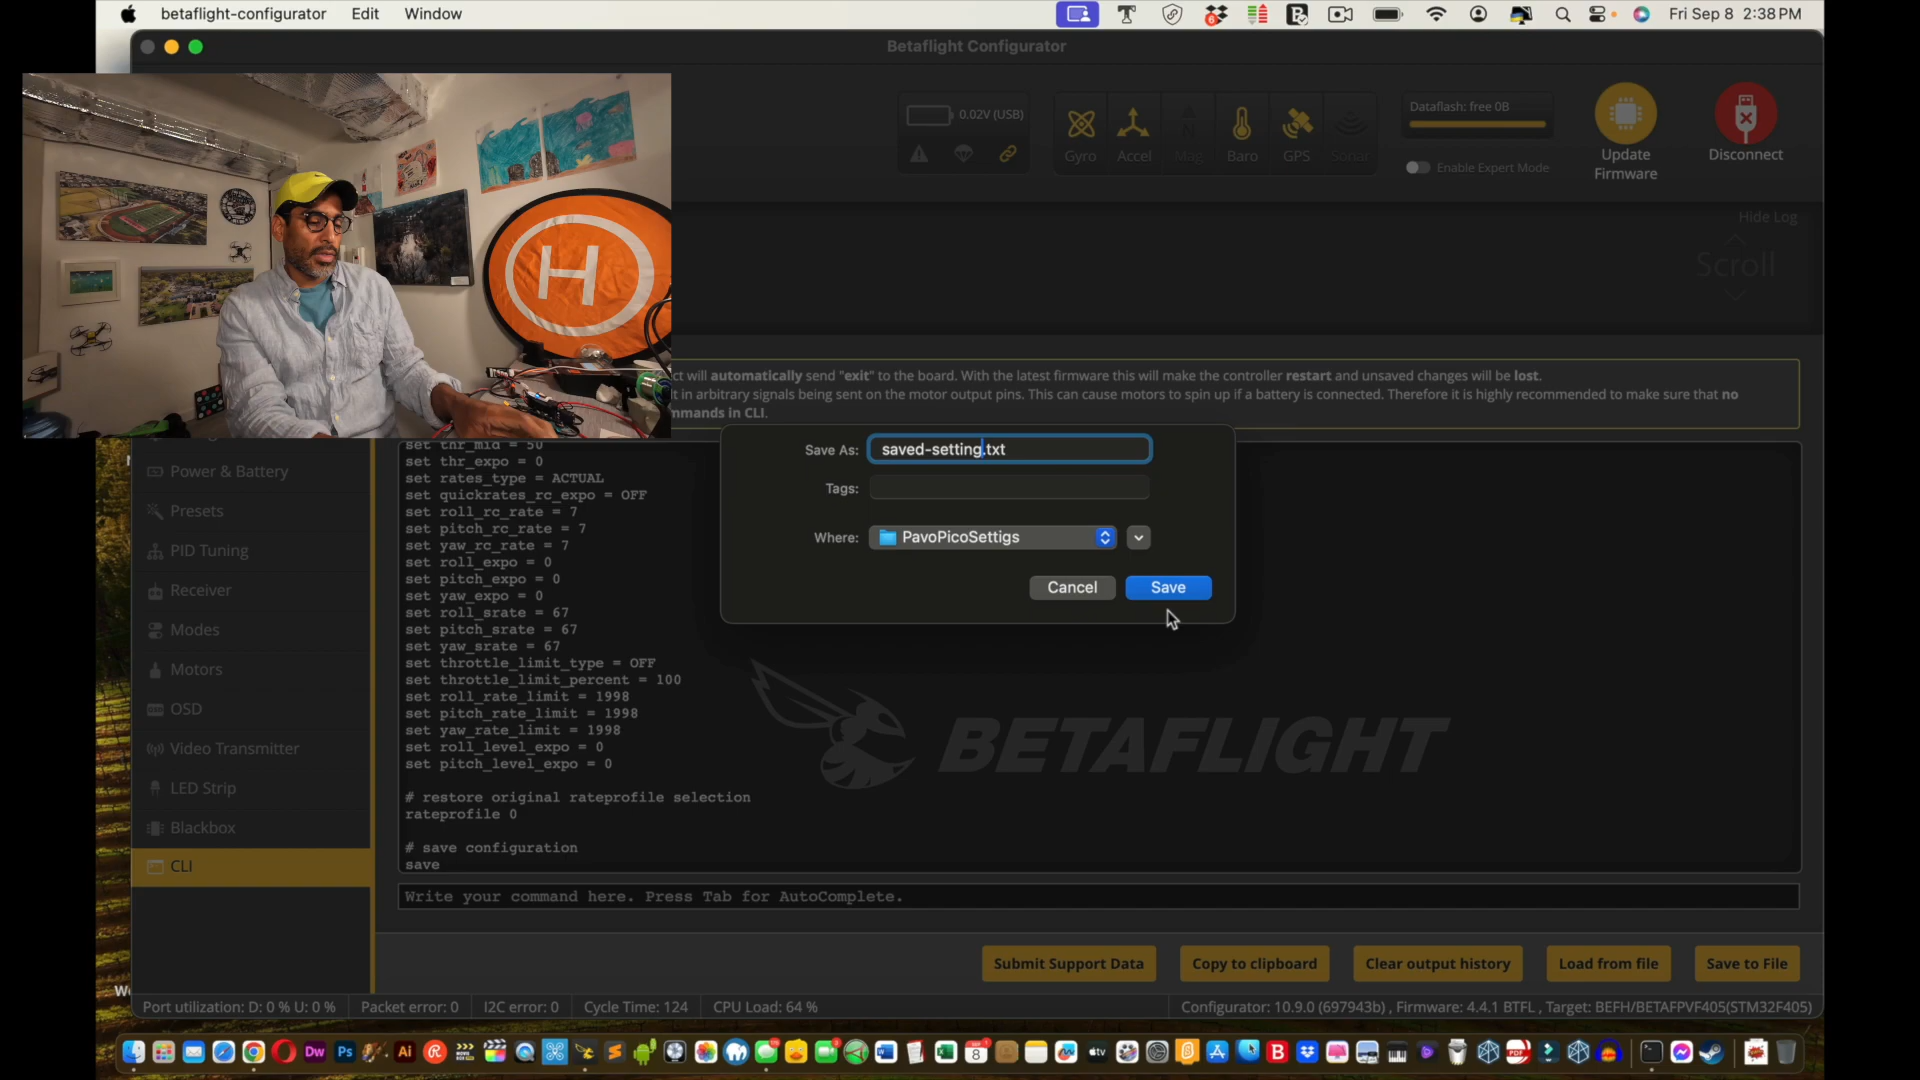 betaflight-configurator Edit Window
6
Fri Sep 8 2:38 PM
Betaflight Configurator
0.02V (USB)
Gyro
Accel
Mag
Baro
GPS
Sonar
Dataflash: free 0B
Enable Expert Mode
Update
Firmware
Disconnect
Hide Log
Scroll
H
ct will automatically send "exit" to the board. With the latest firmware this will make the controller restart and unsaved changes will be lost.
t in arbitrary signals being sent on the motor output pins. This can cause motors to spin up if a battery is connected. Therefore it is highly recommended to make sure that no
mmands in CLI.
Save As: saved-setting.txt
Tags:
Where: PavoPicoSettigs
Cancel Save
Power & Battery
Presets
PID Tuning
Receiver
Modes
Motors
OSD
Video Transmitter
LED Strip
Blackbox
CLI
set thr_mid = 50
set thr_expo = 0
set rates_type = ACTUAL
set quickrates_rc_expo = OFF
set roll_rc_rate = 7
set pitch_rc_rate = 7
set yaw_rc_rate = 7
set roll_expo = 0
set pitch_expo = 0
set yaw_expo = 0
set roll_srate = 67
set pitch_srate = 67
set yaw_srate = 67
set throttle_limit_type = OFF
set throttle_limit_percent = 100
set roll_rate_limit = 1998
set pitch_rate_limit = 1998
set yaw_rate_limit = 1998
set roll_level_expo = 0
set pitch_level_expo = 0
# restore original rateprofile selection
rateprofile 0
# save configuration
save
BETAFLIGHT
Write your command here. Press Tab for AutoComplete.
Submit Support Data
Copy to clipboard
Clear output history
Load from file
Save to File
Port utilization: D: 0 % U: 0 %
Packet error: 0
I2C error: 0
Cycle Time: 124
CPU Load: 64 %
Configurator: 10.9.0 (697943b) , Firmware: 4.4.1 BTFL , Target: BEFH/BETAFPVF405(STM32F405)
Dw Ps Ai